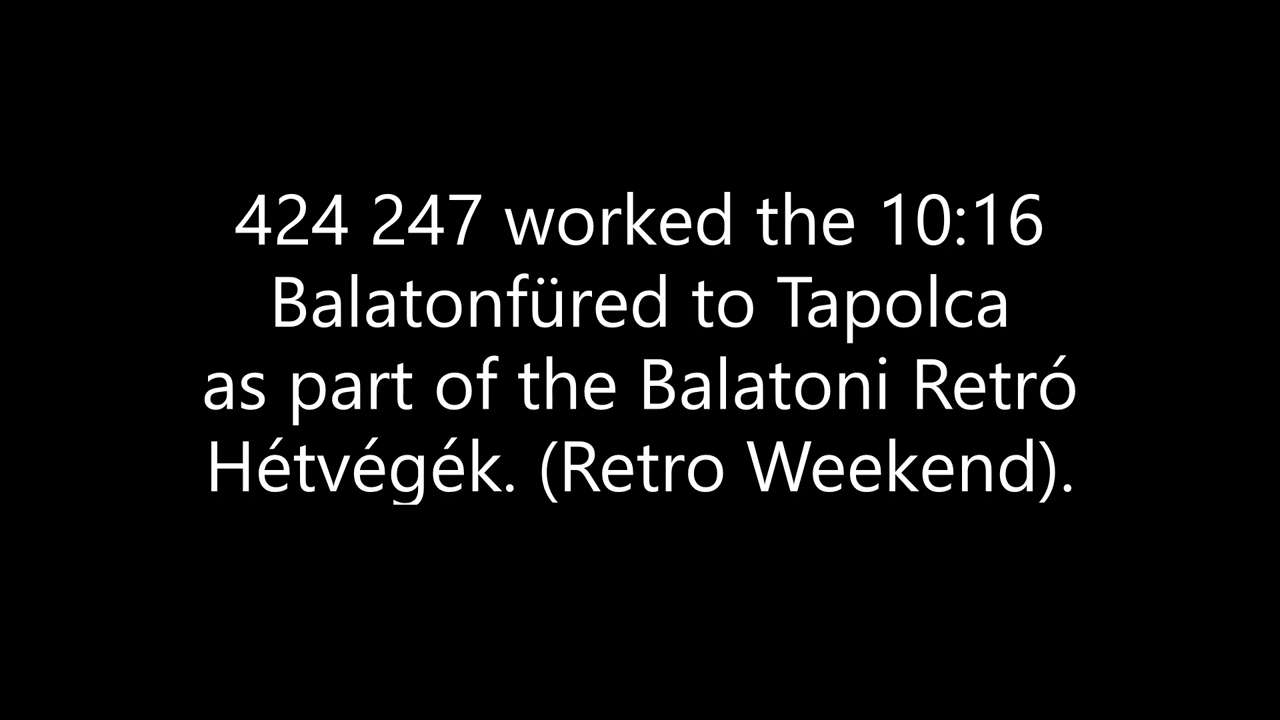 424 247 worked the 10:16
Balatonfüred to Tapolca
as part of the Balatoni Retró
Hétvégék. (Retro Weekend).